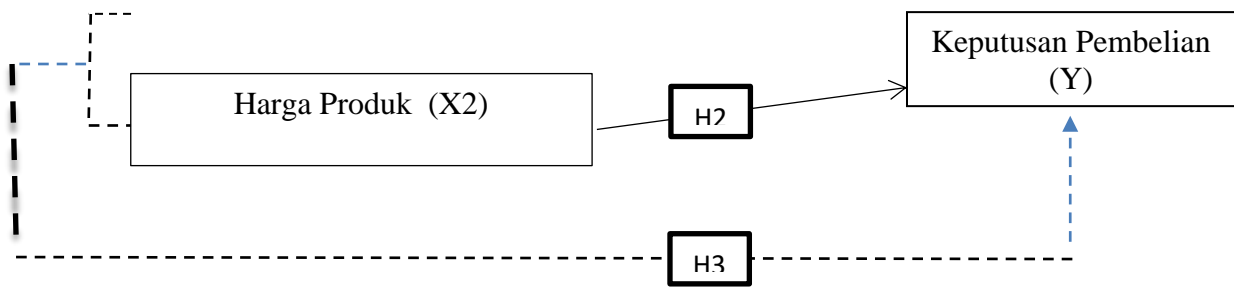 Keputusan Pembelian
(Y)
Harga Produk (X2)
H2
H3